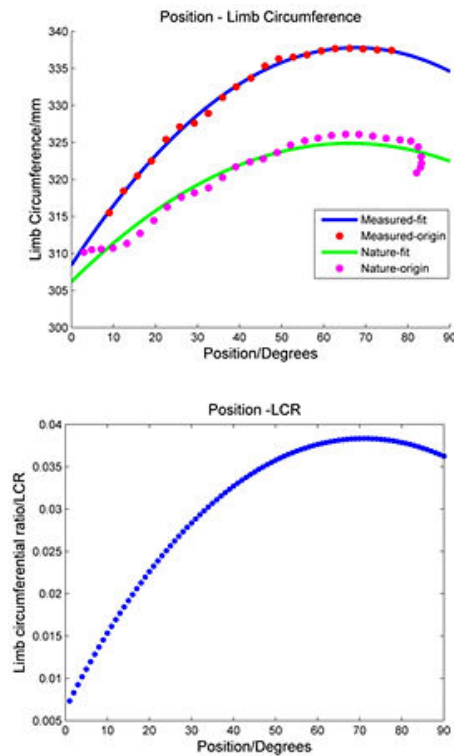 Position - Limb Circumference
Limb Circumference/mm
340
335
330
325
320
315
310
305
300
Measured-fit
Measured-origin
Nature-fit
Nature-origin
0 10 20 30 40 50 60 70 80 90
Position/Degrees
Position -LCR
Limb circumferential ratio/LCR
0.04
0.035
0.03
0.025
0.02
0.015
0.01
0.005
0 10 20 30 40 50 60 70 80 90
Position/Degrees